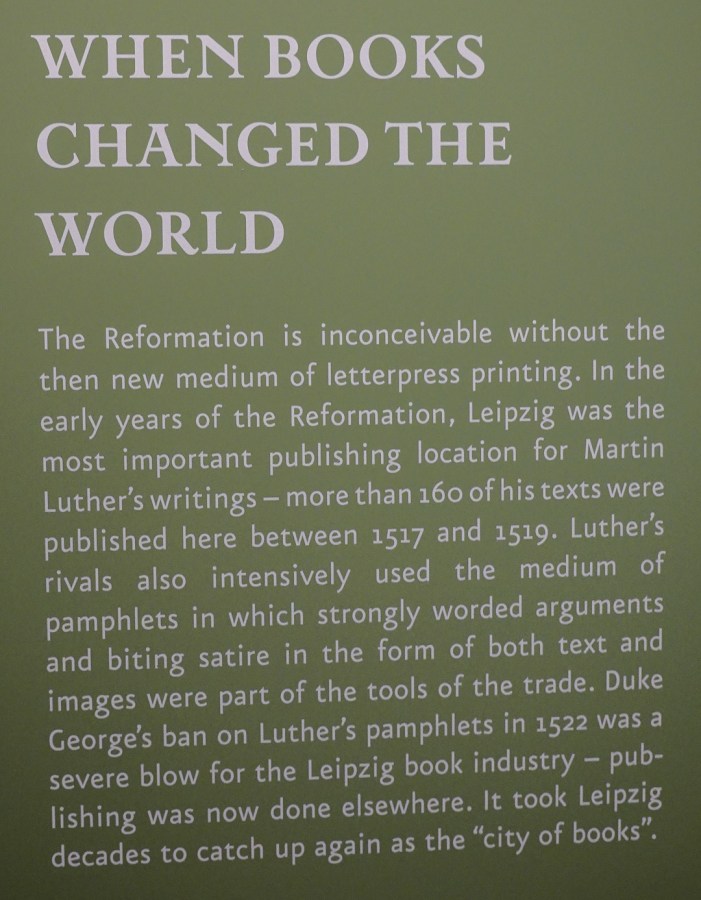 WHEN BOOKS
CHANGED THE
WORLD
The Reformation is inconceivable without the
then new medium of letterpress printing. In the
early years of the Reformation, Leipzig was the
most important publishing location for Martin
Luther’s writings – more than 160 of his texts were
published here between 1517 and 1519. Luther’s
rivals also intensively used the medium of
pamphlets in which strongly worded arguments
and biting satire in the form of both text and
images were part of the tools of the trade. Duke
George’s ban on Luther’s pamphlets in 1522 was a
severe blow for the Leipzig book industry – pub-
lishing was now done elsewhere. It took Leipzig
decades to catch up again as the “city of books”.